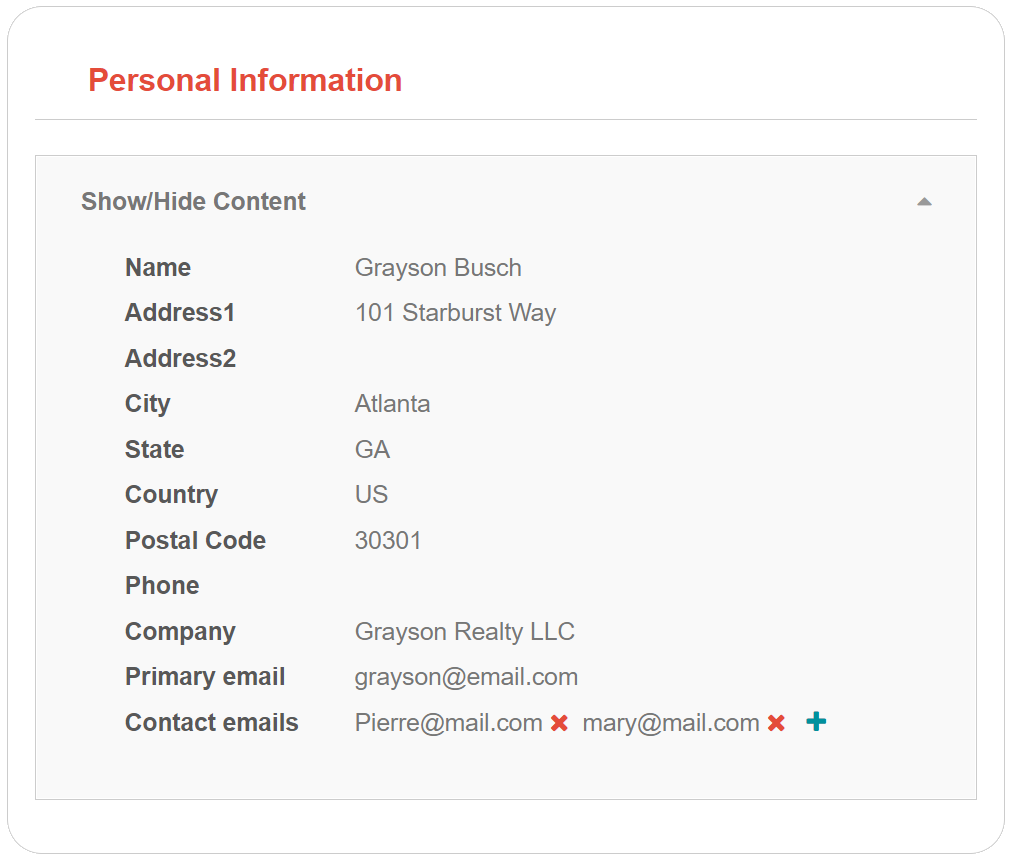 Personal Information
Show/Hide Content
Name Grayson Busch
Address1 101 Starburst Way
Address2
City Atlanta
State GA
Country US
Postal Code 30301
Phone
Company Grayson Realty LLC
Primary email grayson@email.com
Contact emails Pierre@mail.com mary@mail.com